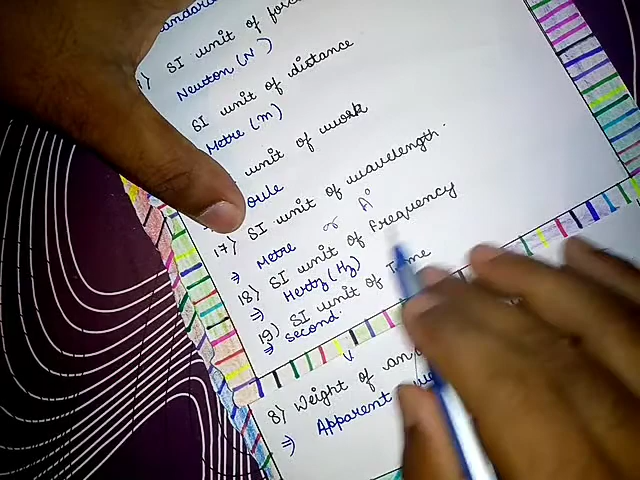 SI unit of
Newton (N)
SI unit of distance
Metre (m)
unit of work
oule
17) SI unit of wavelength.
⇒ Metre or A°
18) SI unit of frequency
⇒ Hertz (Hz)
19) SI unit of Time
⇒ second.
8) Weight of an
⇒ Apparent